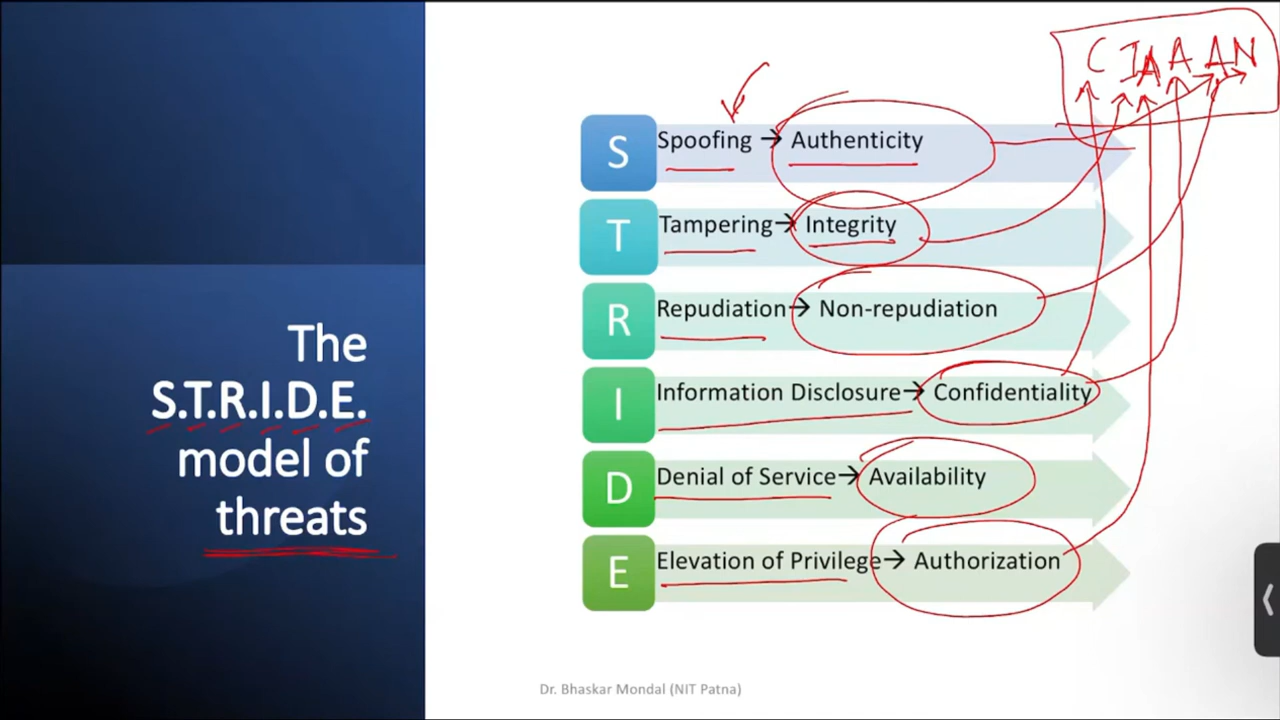 C I A A A N
S Spoofing → Authenticity
T Tampering → Integrity
R Repudiation → Non-repudiation
I Information Disclosure → Confidentiality
D Denial of Service → Availability
E Elevation of Privilege → Authorization
The
S.T.R.I.D.E.
model of
threats
Dr. Bhaskar Mondal (NIT Patna)